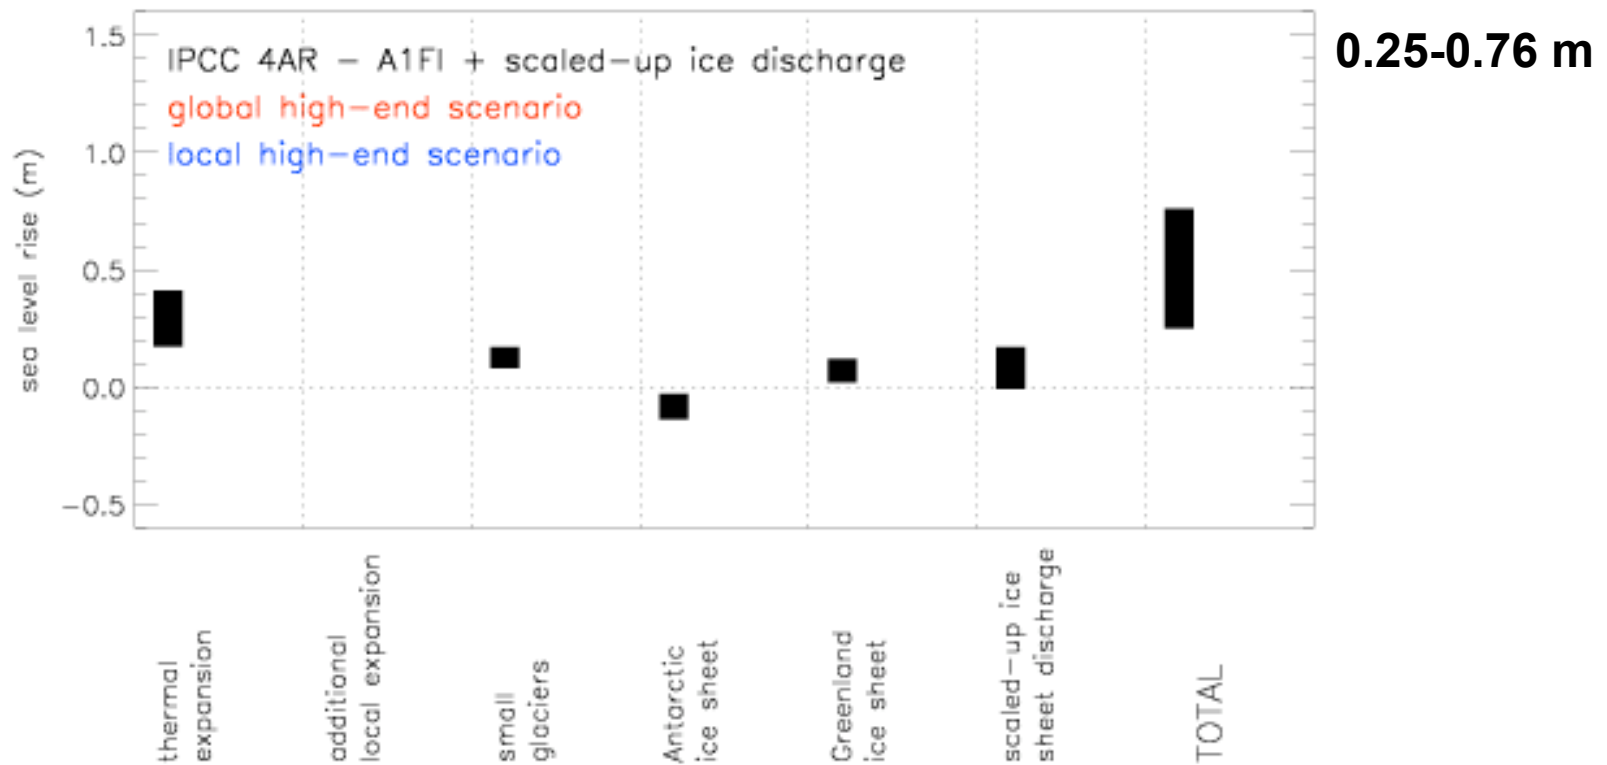 1.5
IPCC 4AR − A1FI + scaled−up ice discharge
0.25-0.76 m
global high−end scenario
1.0
local high−end scenario
sea level rise (m)
0.5
0.0
−0.5
thermal
expansion
additional
local expansion
small
glaciers
Antarctic
ice sheet
Greenland
ice sheet
scaled−up ice
sheet discharge
TOTAL